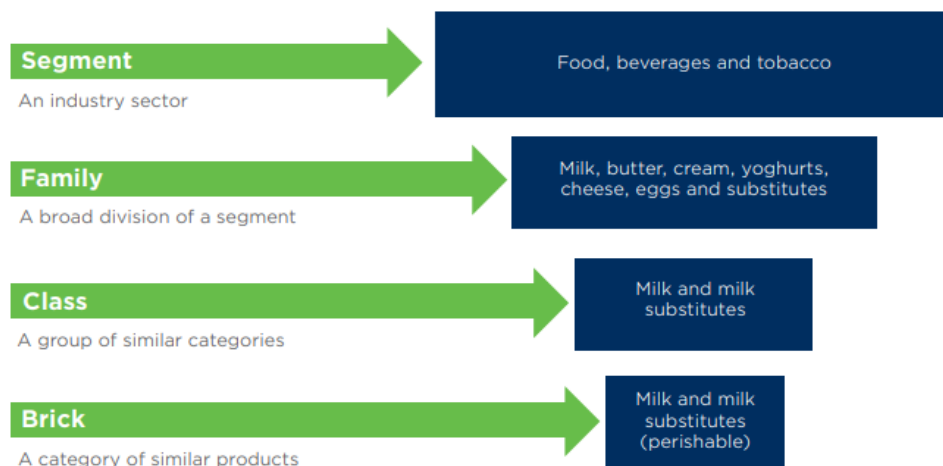 Segment
Food, beverages and tobacco
An industry sector
Family
Milk, butter, cream, yoghurts,
cheese, eggs and substitutes
A broad division of a segment
Class
Milk and milk
substitutes
A group of similar categories
Brick
Milk and milk
substitutes
(perishable)
A category of similar products